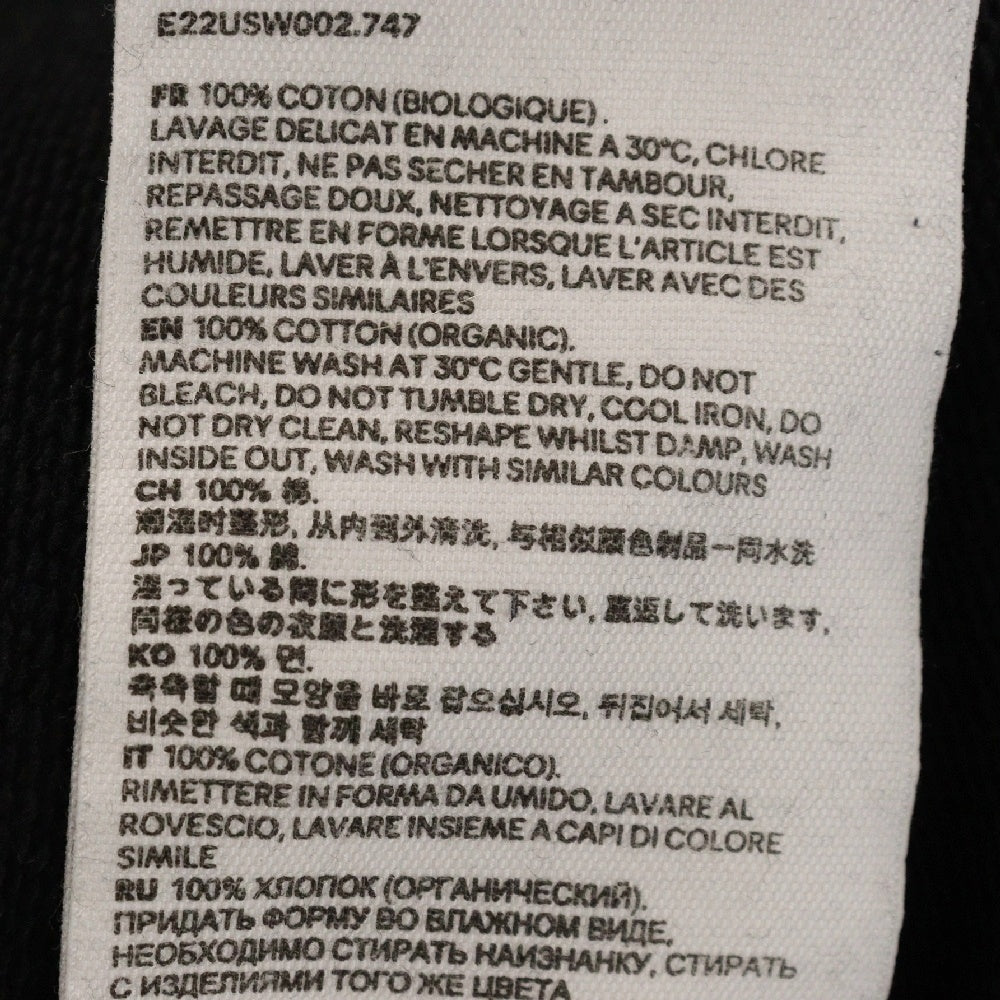 E22USW002.747
FR 100% COTON (BIOLOGIQUE).
LAVAGE DELICAT EN MACHINE A 30°C, CHLORE
INTERDIT, NE PAS SECHER EN TAMBOUR,
REPASSAGE DOUX, NETTOYAGE A SEC INTERDIT,
REMETTRE EN FORME LORSQUE L'ARTICLE EST
HUMIDE, LAVER À L'ENVERS, LAVER AVEC DES
COULEURS SIMILAIRES
EN 100% COTTON (ORGANIC).
MACHINE WASH AT 30°C GENTLE, DO NOT
BLEACH, DO NOT TUMBLE DRY, COOL IRON, DO
NOT DRY CLEAN, RESHAPE WHILST DAMP, WASH
INSIDE OUT, WASH WITH SIMILAR COLOURS
CH 100% 棉.
潮湿时整形, 从内到外清洗, 与相似颜色制品一同水洗
JP 100% 綿.
湿っている間に形を整えて下さい, 裏返して洗います,
同様の色の衣服と洗濯する
KO 100% 면.
축축할 때 모양을 바로 잡으십시오, 뒤집어서 세탁,
비슷한 색과 함께 세탁
IT 100% COTONE (ORGANICO).
RIMETTERE IN FORMA DA UMIDO, LAVARE AL
ROVESCIO, LAVARE INSIEME A CAPI DI COLORE
SIMILE
RU 100% ХЛОПОК (ОРГАНИЧЕСКИЙ).
ПРИДАТЬ ФОРМУ ВО ВЛАЖНОМ ВИДЕ,
НЕОБХОДИМО СТИРАТЬ НАИЗНАНКУ, СТИРАТЬ
С ИЗДЕЛИЯМИ ТОГО ЖЕ ЦВЕТА